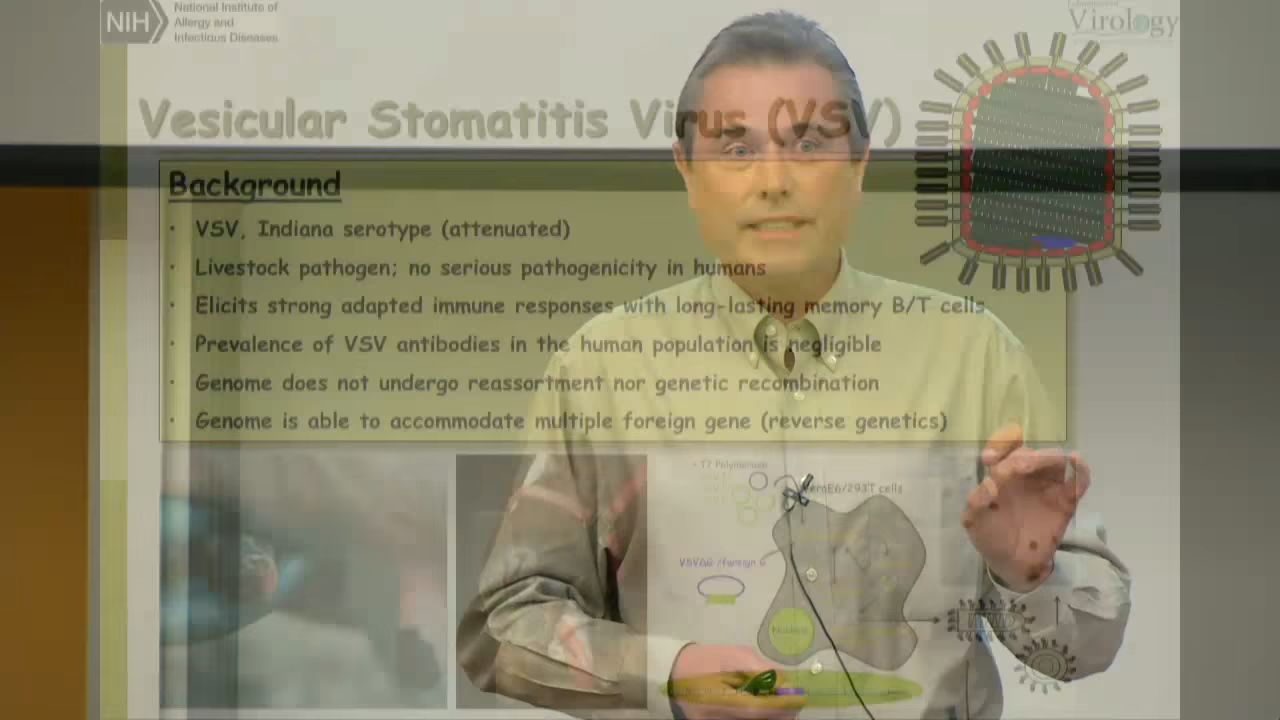 NIH
National Institute of
Allergy and
Infectious Diseases
Virology
Vesicular Stomatitis Virus (VSV)
Background
• VSV, Indiana serotype (attenuated)
• Livestock pathogen; no serious pathogenicity in humans
• Elicits strong adapted immune responses with long-lasting memory B/T cells
• Prevalence of VSV antibodies in the human population is negligible
• Genome does not undergo reassortment nor genetic recombination
• Genome is able to accommodate multiple foreign gene (reverse genetics)
• T7 Polymerase
VeroE6/293T cells
VSVΔG/foreign G
Nucleus